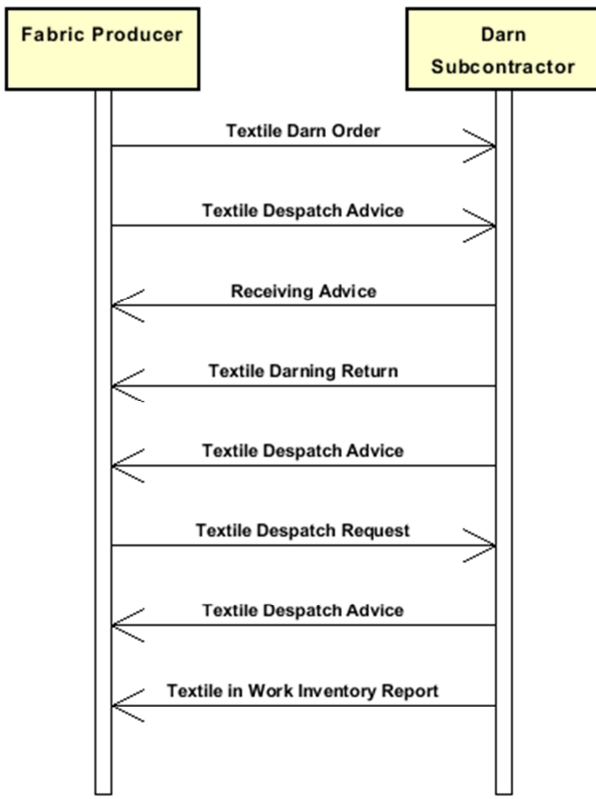 Fabric Producer
Darn
Subcontractor
Textile Darn Order
Textile Despatch Advice
Receiving Advice
Textile Darning Return
Textile Despatch Advice
Textile Despatch Request
Textile Despatch Advice
Textile in Work Inventory Report